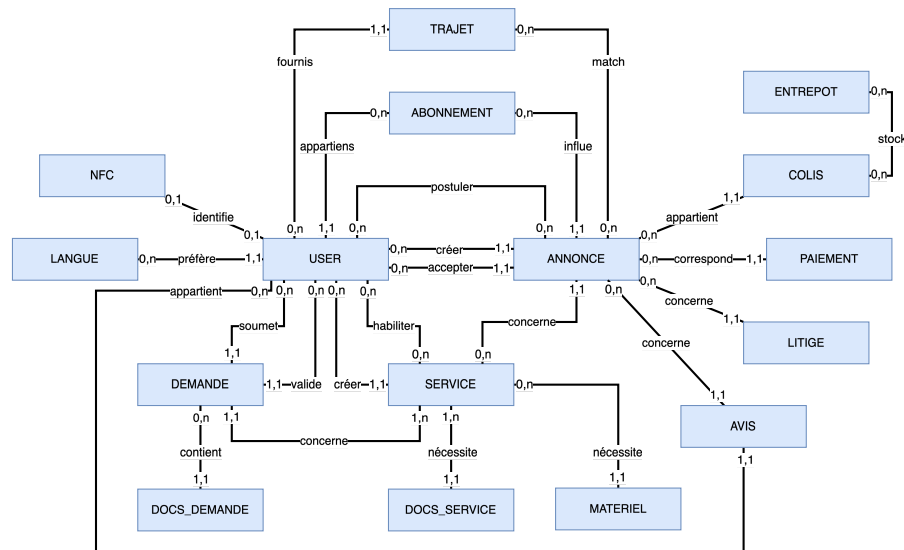 1,1 TRAJET 0,n
fournis match
ENTREPOT 0,n
0,n ABONNEMENT 0,n
appartiens influe stock
NFC COLIS 0,n
0,1 postuler 1,1
identifie appartient
0,1 0,n 1,1 0,n 0,n 1,1 0,n 0,n
0,n créer 1,1
LANGUE 0,n préfère 1,1 USER ANNONCE 0,n correspond 1,1 PAIEMENT
0,n accepter 1,1
appartient 0,n 0,n 0,n 0,n 0,n 1,1 0,n 0,n
concerne
soumet habiliter concerne 1,1
LITIGE
concerne
1,1 0,n 0,n
DEMANDE 1,1 valide créer 1,1 SERVICE 0,n
1,1
0,n 1,1 1,n 1,n
AVIS
concerne
contient nécessite nécessite 1,1
1,1 1,1 1,1
DOCS_DEMANDE DOCS_SERVICE MATERIEL